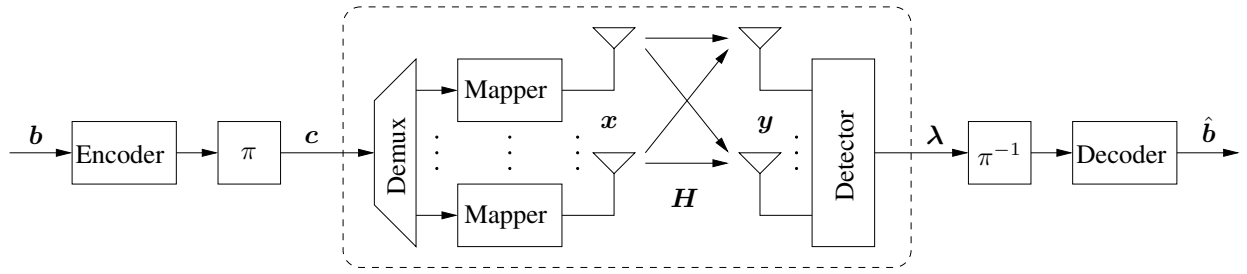 b
Encoder
π
c
Demux
Mapper
Mapper
x
H
y
Detector
λ
π⁻¹
Decoder
b̂